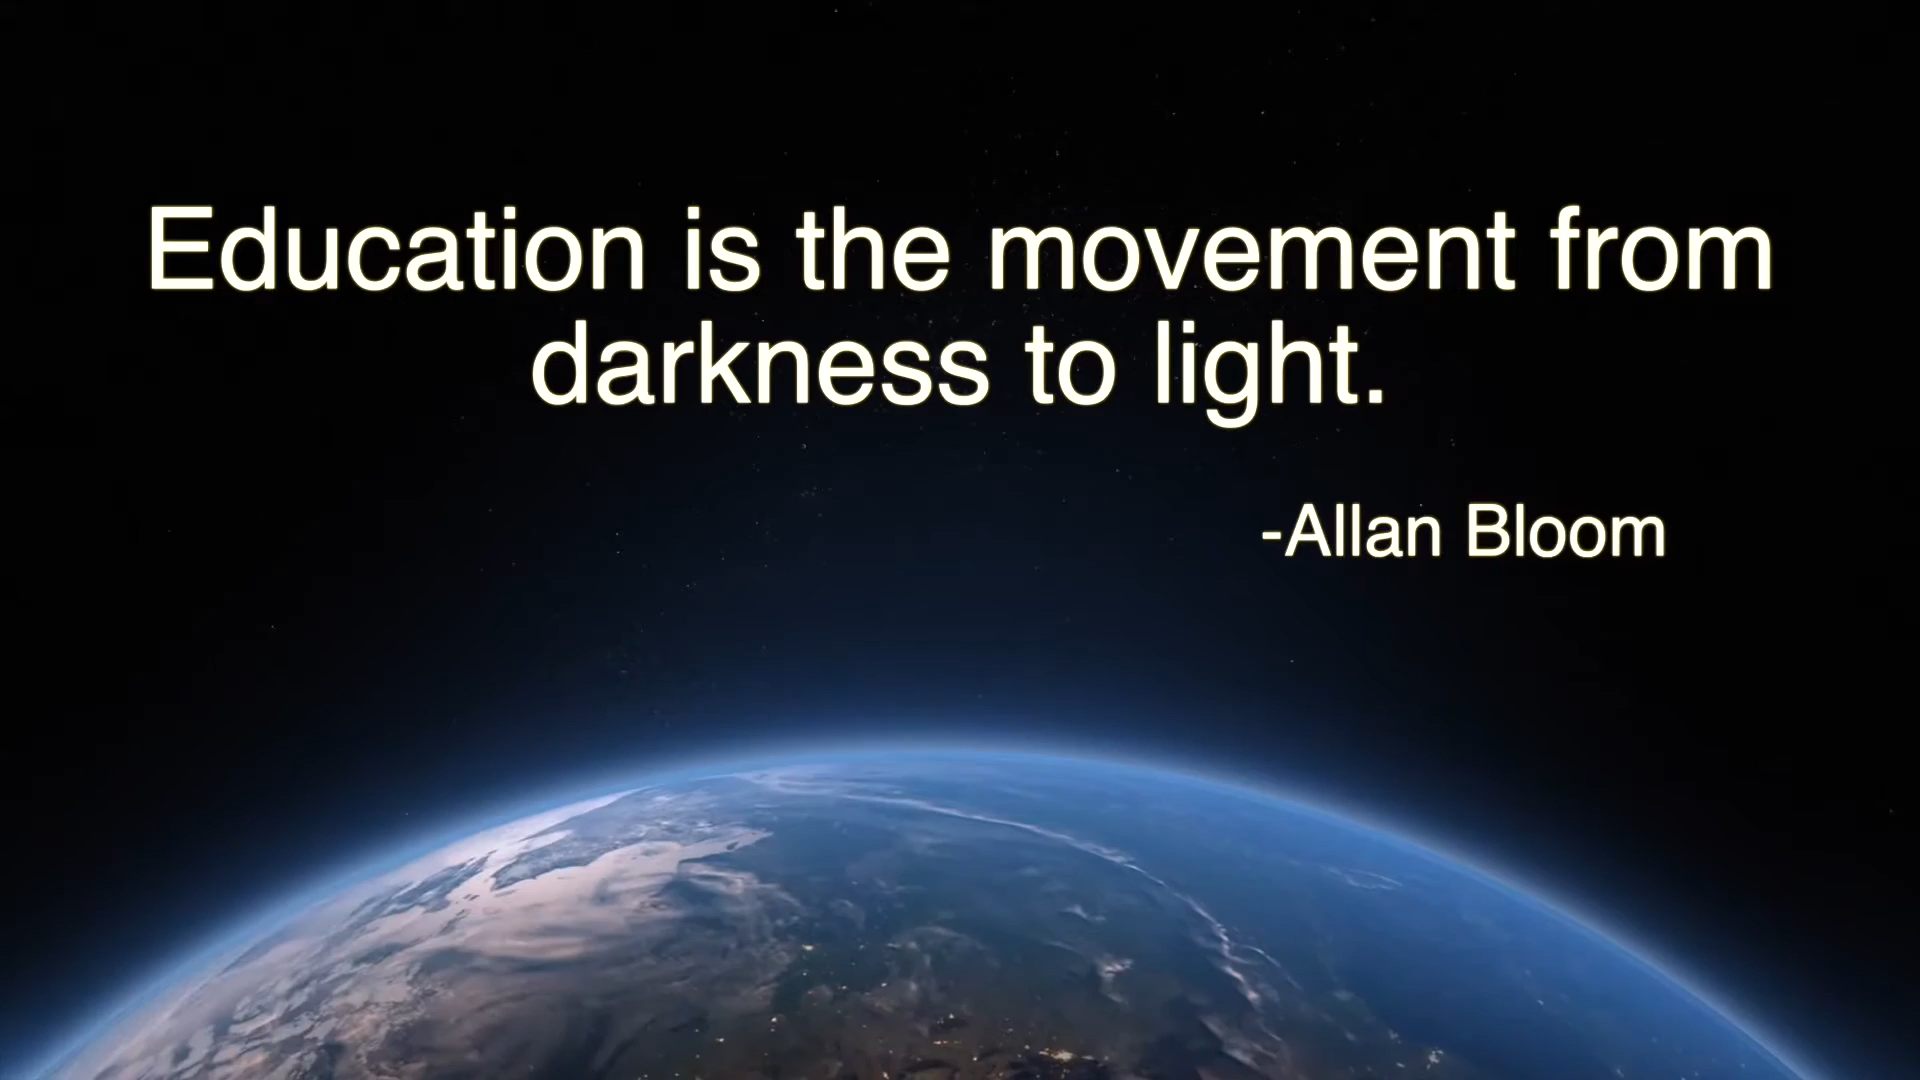 Education is the movement from
darkness to light.
-Allan Bloom